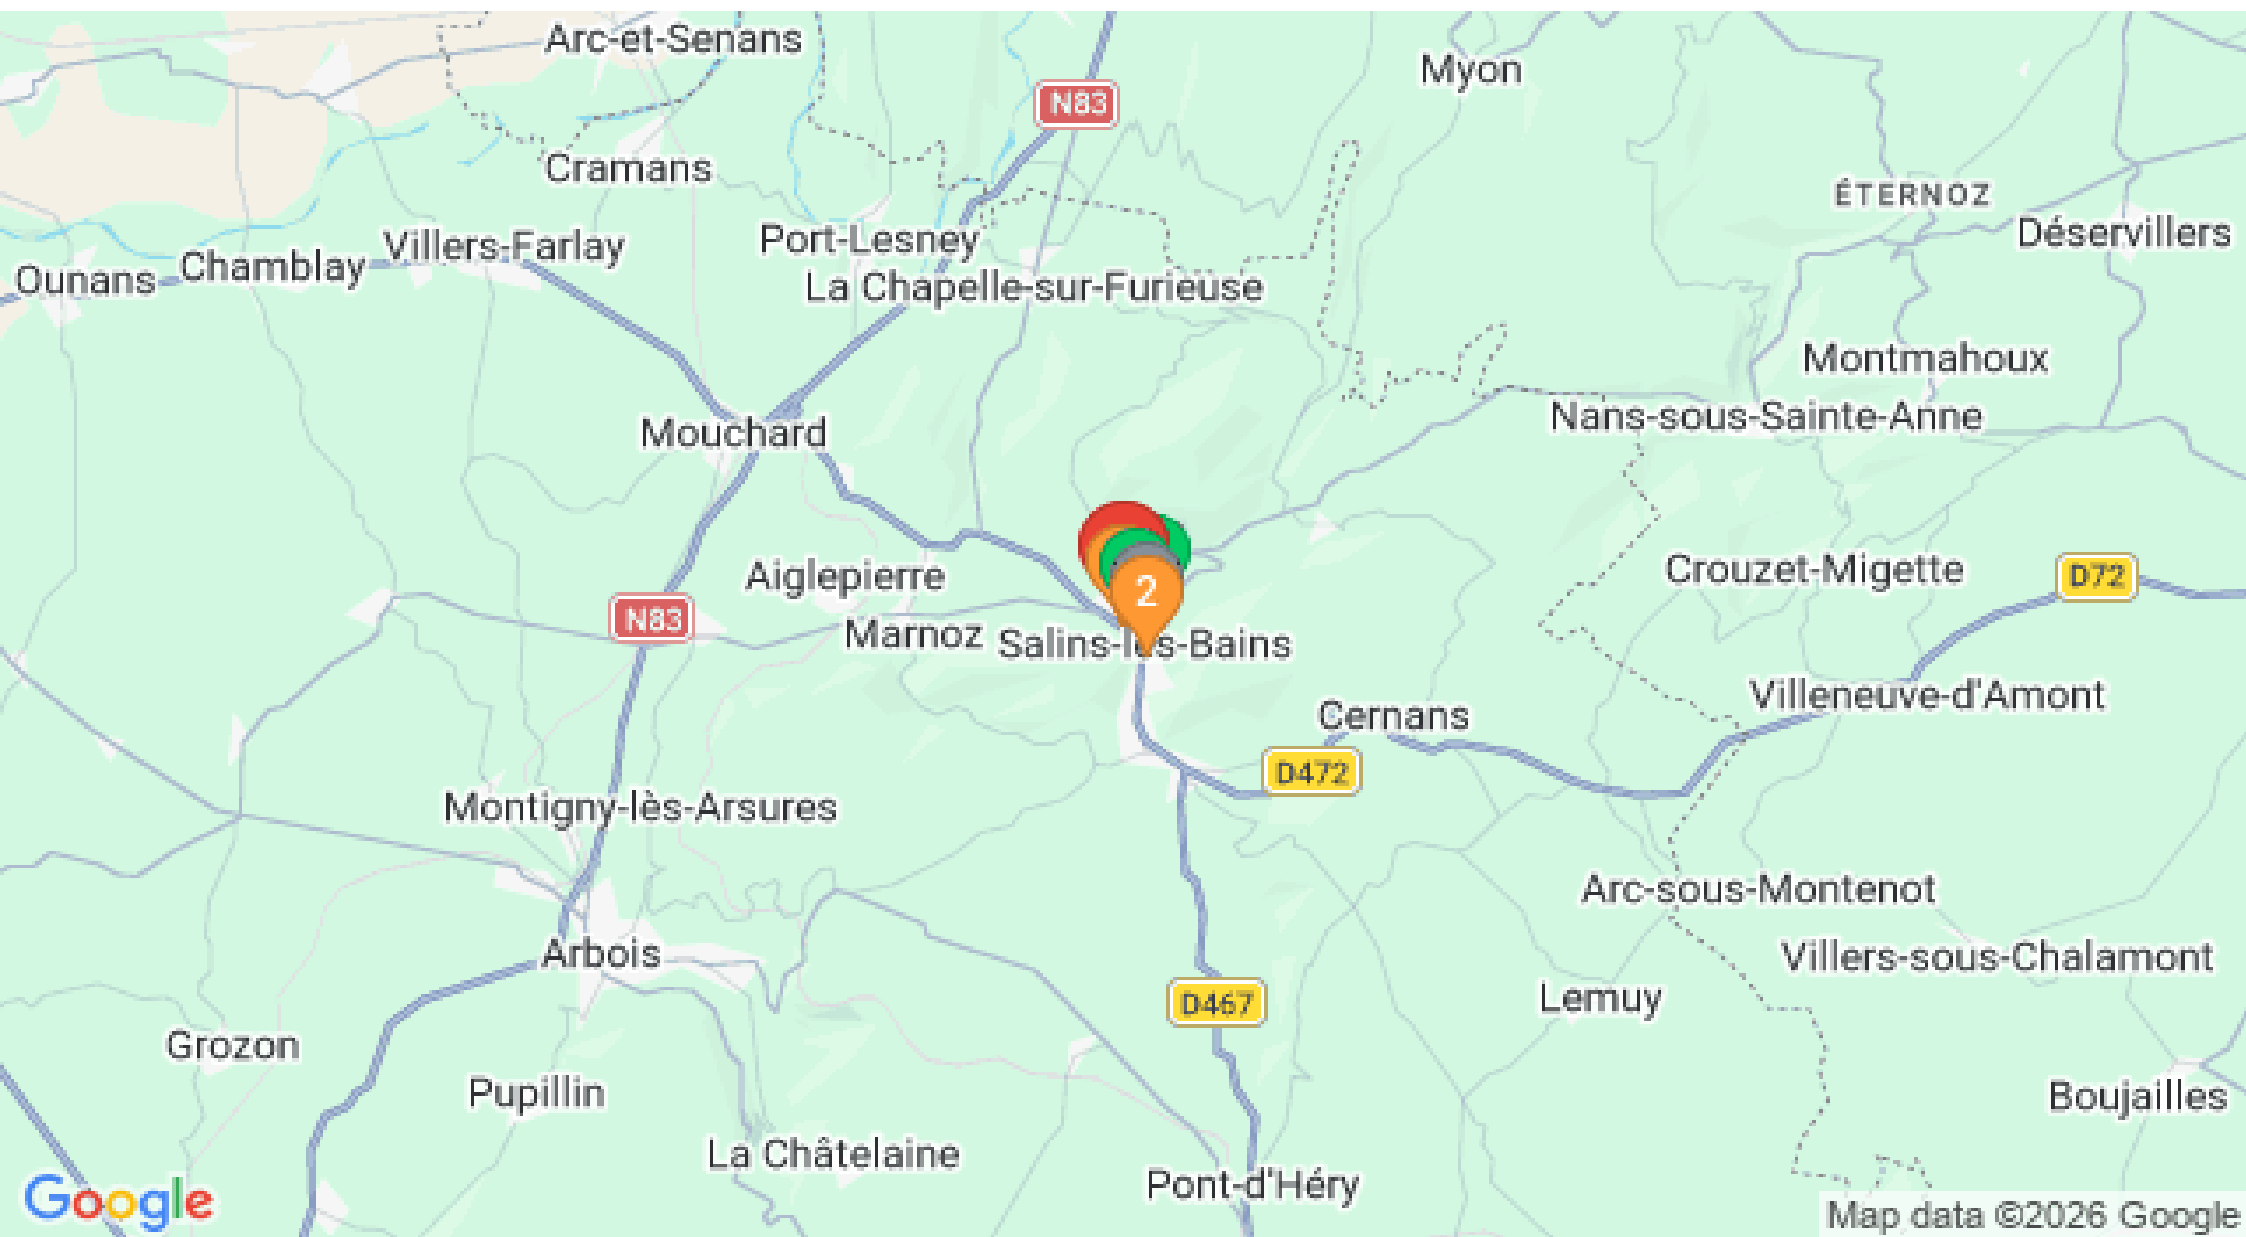 Arc-et-Senans
Myon
N83
Cramans
ÉTERNOZ
Déservillers
Port-Lesney
Villers-Farlay
Chamblay
Ounans
La Chapelle-sur-Furieuse
Montmahoux
Nans-sous-Sainte-Anne
Mouchard
Aiglepierre
Crouzet-Migette
D72
2
N83
Marnoz
Salins-les-Bains
Villeneuve-d'Amont
Cernans
D472
Montigny-lès-Arsures
Arc-sous-Montenot
Arbois
Villers-sous-Chalamont
Lemuy
D467
Grozon
Pupillin
Boujailles
La Châtelaine
Pont-d'Héry
Google
Map data ©2026 Google